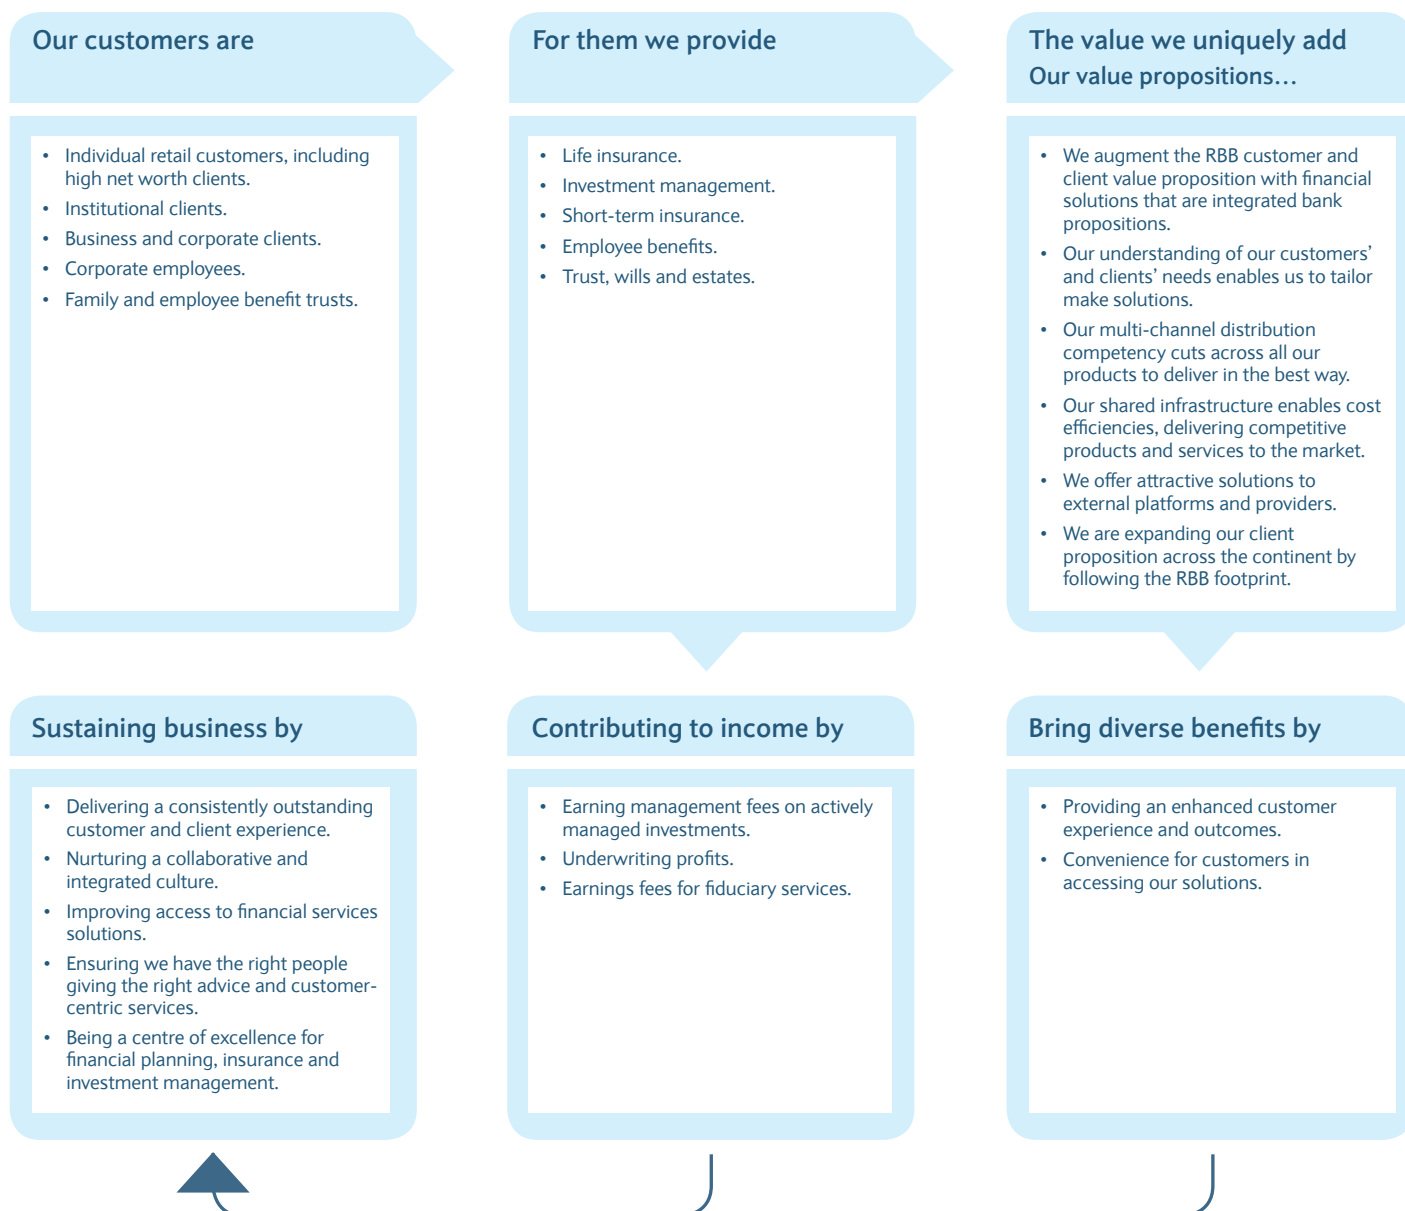 Our customers are
• Individual retail customers, including
high net worth clients.
• Institutional clients.
• Business and corporate clients.
• Corporate employees.
• Family and employee benefit trusts.
For them we provide
• Life insurance.
• Investment management.
• Short-term insurance.
• Employee benefits.
• Trust, wills and estates.
The value we uniquely add
Our value propositions…
• We augment the RBB customer and
client value proposition with financial
solutions that are integrated bank
propositions.
• Our understanding of our customers’
and clients’ needs enables us to tailor
make solutions.
• Our multi-channel distribution
competency cuts across all our
products to deliver in the best way.
• Our shared infrastructure enables cost
efficiencies, delivering competitive
products and services to the market.
• We offer attractive solutions to
external platforms and providers.
• We are expanding our client
proposition across the continent by
following the RBB footprint.
Sustaining business by
• Delivering a consistently outstanding
customer and client experience.
• Nurturing a collaborative and
integrated culture.
• Improving access to financial services
solutions.
• Ensuring we have the right people
giving the right advice and customer-
centric services.
• Being a centre of excellence for
financial planning, insurance and
investment management.
Contributing to income by
• Earning management fees on actively
managed investments.
• Underwriting profits.
• Earnings fees for fiduciary services.
Bring diverse benefits by
• Providing an enhanced customer
experience and outcomes.
• Convenience for customers in
accessing our solutions.